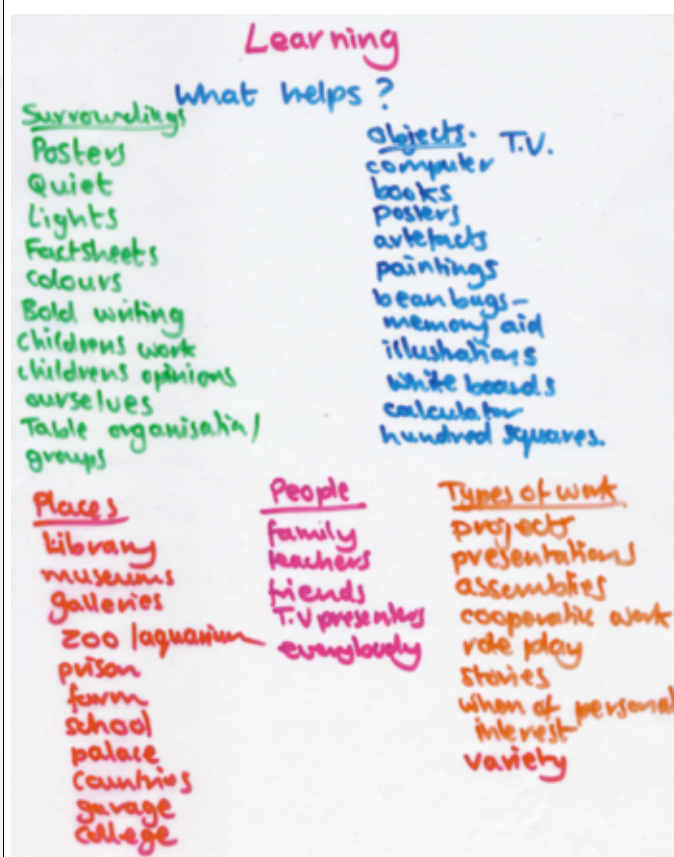 Learning
What helps?
Surroundings
Posters
Quiet
Lights
Factsheets
colours
Bold writing
Childrens work
childrens opinions
ourselves
Table organisation/
groups
Objects. T.V.
computer
books
posters
artefacts
paintings
bean bugs -
memory aid
illustrations
white boards
calculator
hundred squares.
Places
Library
museums
galleries
zoo/aquarium
prison
farm
school
palace
countries
garage
college
People
family
teachers
friends
T.V presenters
everybody
Types of work
projects
presentations
assemblies
cooperative work
role play
stories
when of personal
interest
variety